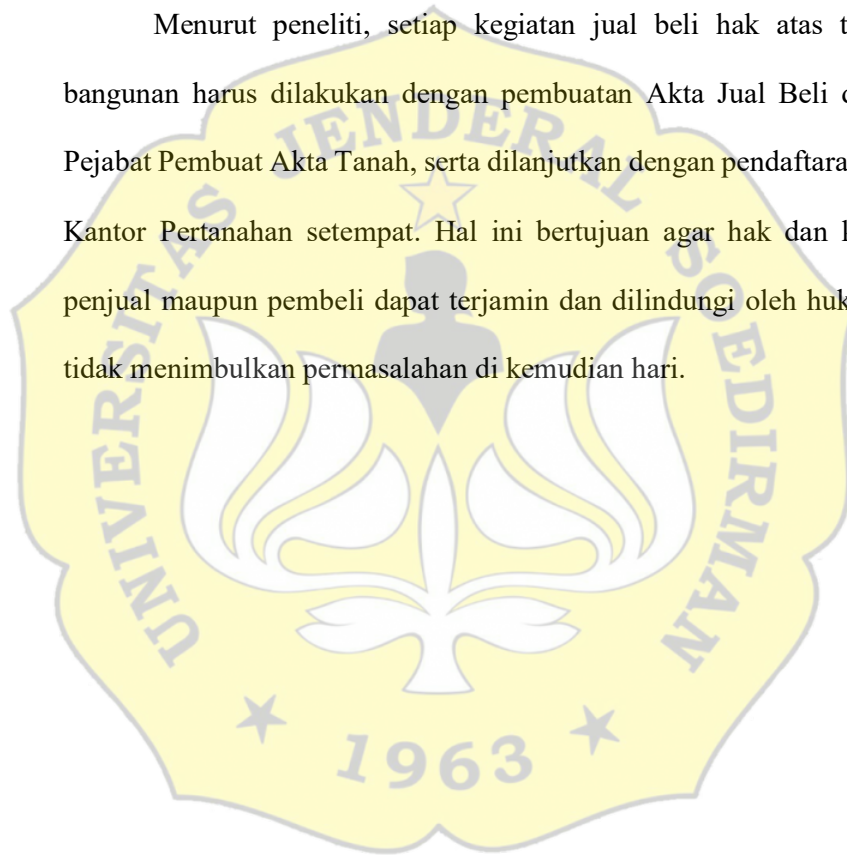 Menurut peneliti, setiap kegiatan jual beli hak atas t
bangunan harus dilakukan dengan pembuatan Akta Jual Beli
Pejabat Pembuat Akta Tanah, serta dilanjutkan dengan pendaftara
Kantor Pertanahan setempat. Hal ini bertujuan agar hak dan k
penjual maupun pembeli dapat terjamin dan dilindungi oleh huk
tidak menimbulkan permasalahan di kemudian hari.
UNIVERSITAS JENDERAL SOEDIRMAN
1963